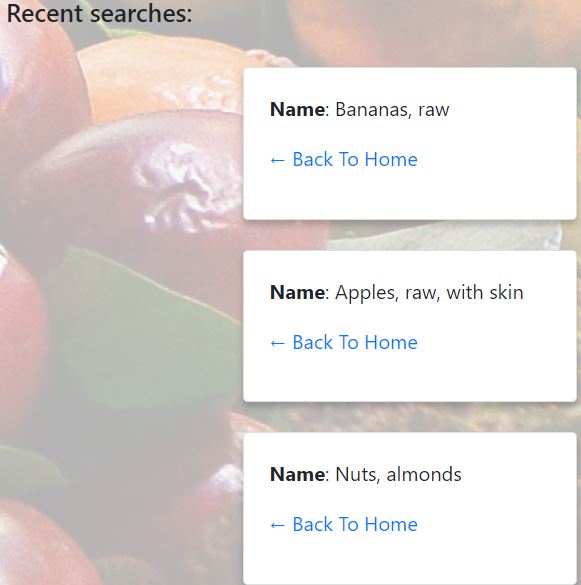 Recent searches:
Name: Bananas, raw
← Back To Home
Name: Apples, raw, with skin
← Back To Home
Name: Nuts, almonds
← Back To Home